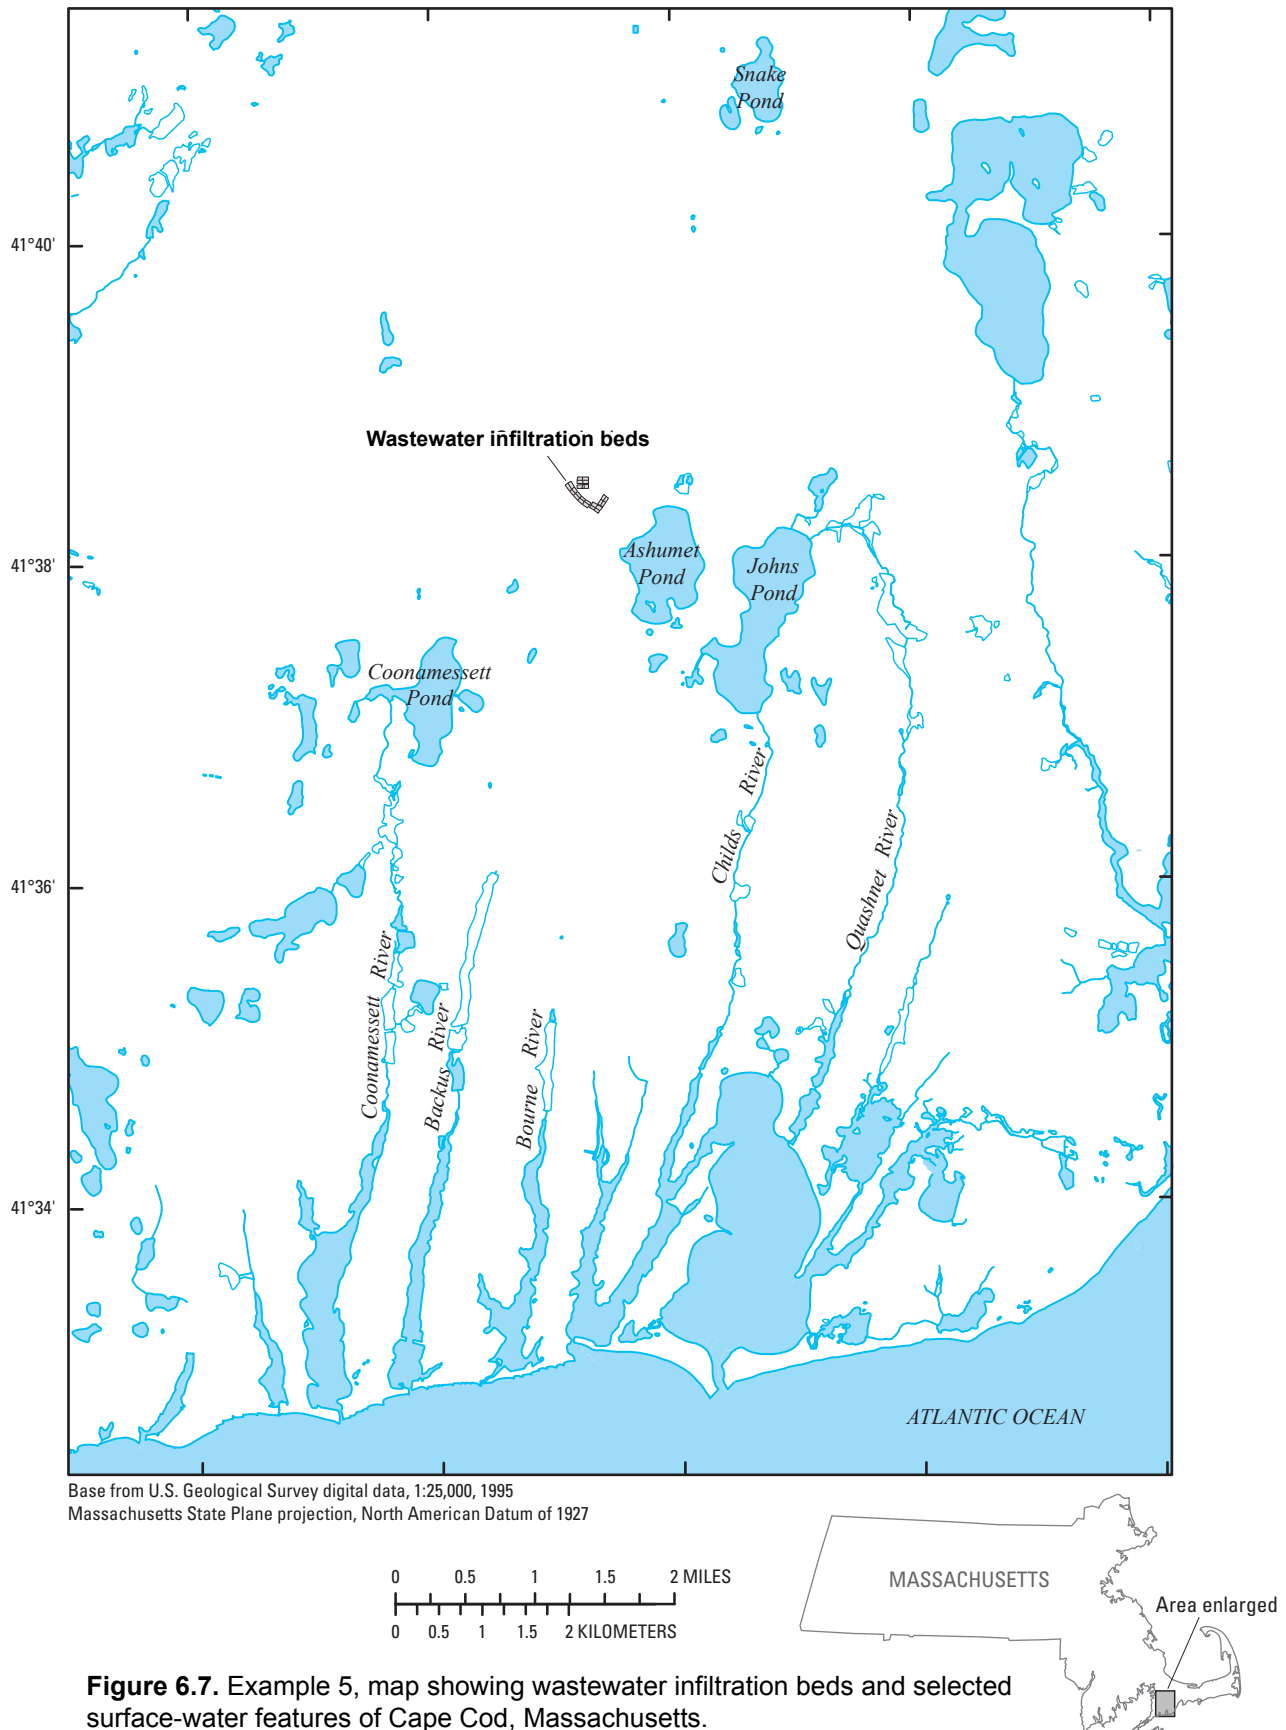 Snake
Pond
41°40'
Wastewater infiltration beds
41°38'
Ashumet
Pond
Johns
Pond
Coonamessett
Pond
Childs River
41°36'
Quashnet River
Coonamessett River
Backus River
Bourne River
41°34'
ATLANTIC OCEAN
Base from U.S. Geological Survey digital data, 1:25,000, 1995
Massachusetts State Plane projection, North American Datum of 1927
0 0.5 1 1.5 2 MILES
0 0.5 1 1.5 2 KILOMETERS
MASSACHUSETTS
Area enlarged
Figure 6.7. Example 5, map showing wastewater infiltration beds and selected
surface-water features of Cape Cod, Massachusetts.